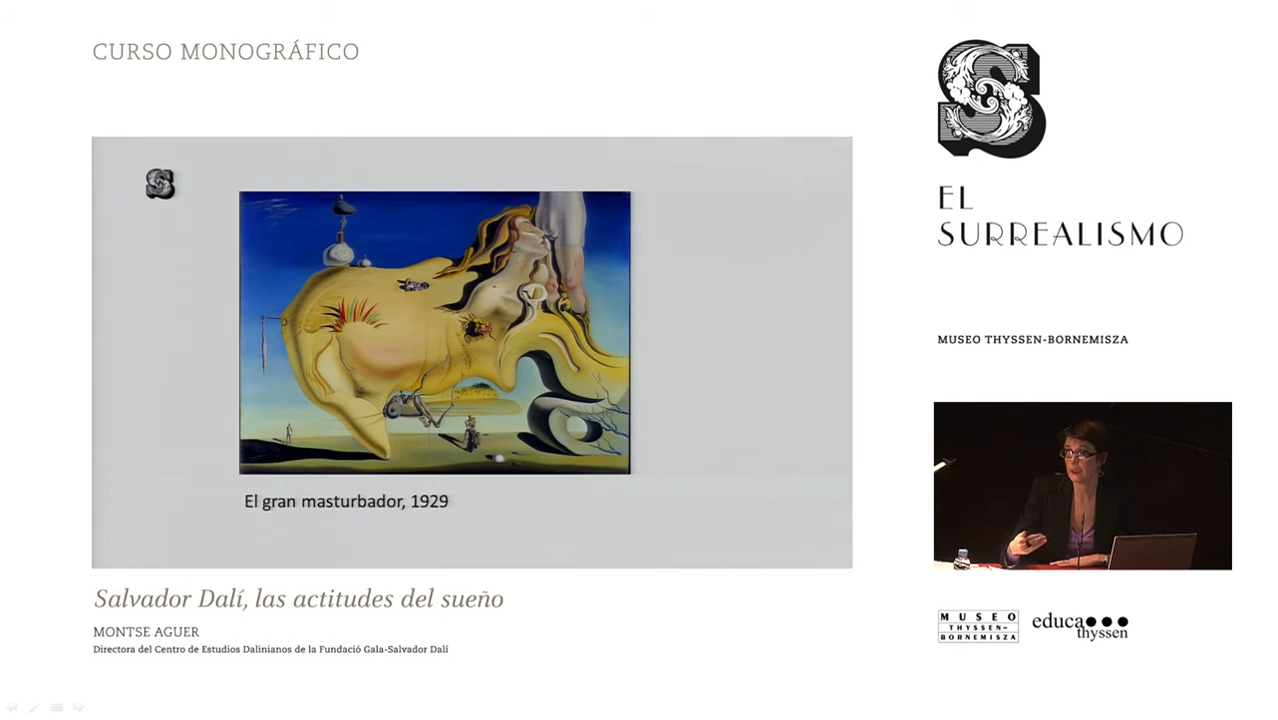 CURSO MONOGRÁFICO
S
EL
SURREALISMO
MUSEO THYSSEN-BORNEMISZA
S
El gran masturbador, 1929
Salvador Dalí, las actitudes del sueño
MONTSE AGUER
Directora del Centro de Estudios Dalinianos de la Fundació Gala-Salvador Dalí
MUSEO
THYSSEN-
BORNEMISZA
educa
thyssen